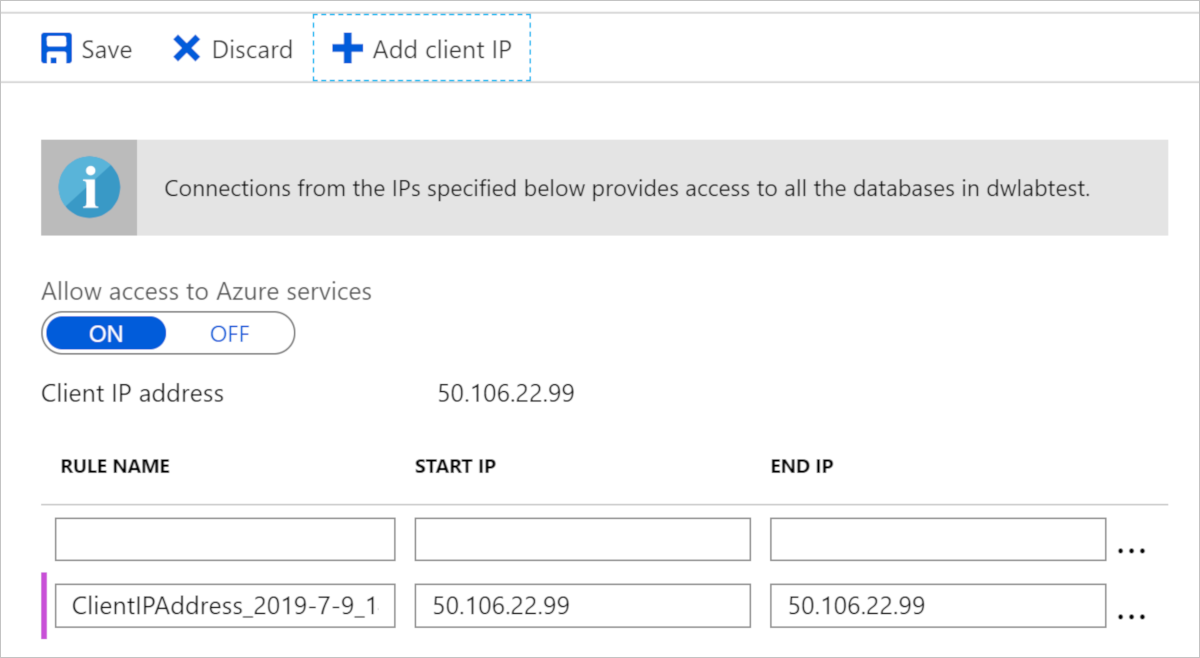 Save Discard Add client IP
Connections from the IPs specified below provides access to all the databases in dwlabtest.
Allow access to Azure services
ON OFF
Client IP address 50.106.22.99
RULE NAME START IP END IP
ClientIPAddress_2019-7-9_1 50.106.22.99 50.106.22.99